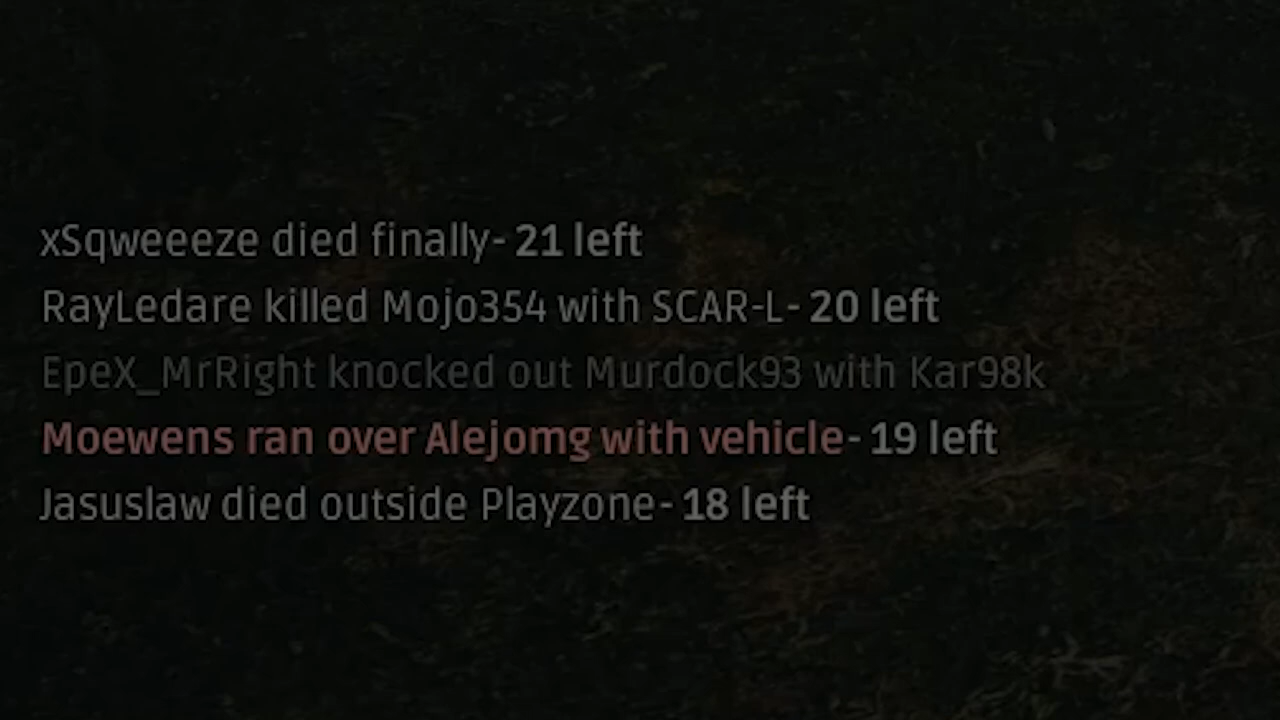 xSqweeeze died finally- 21 left
RayLedare killed Mojo354 with SCAR-L- 20 left
EpeX_MrRight knocked out Murdock93 with Kar98k
Moewens ran over Alejomg with vehicle- 19 left
Jasuslaw died outside Playzone- 18 left